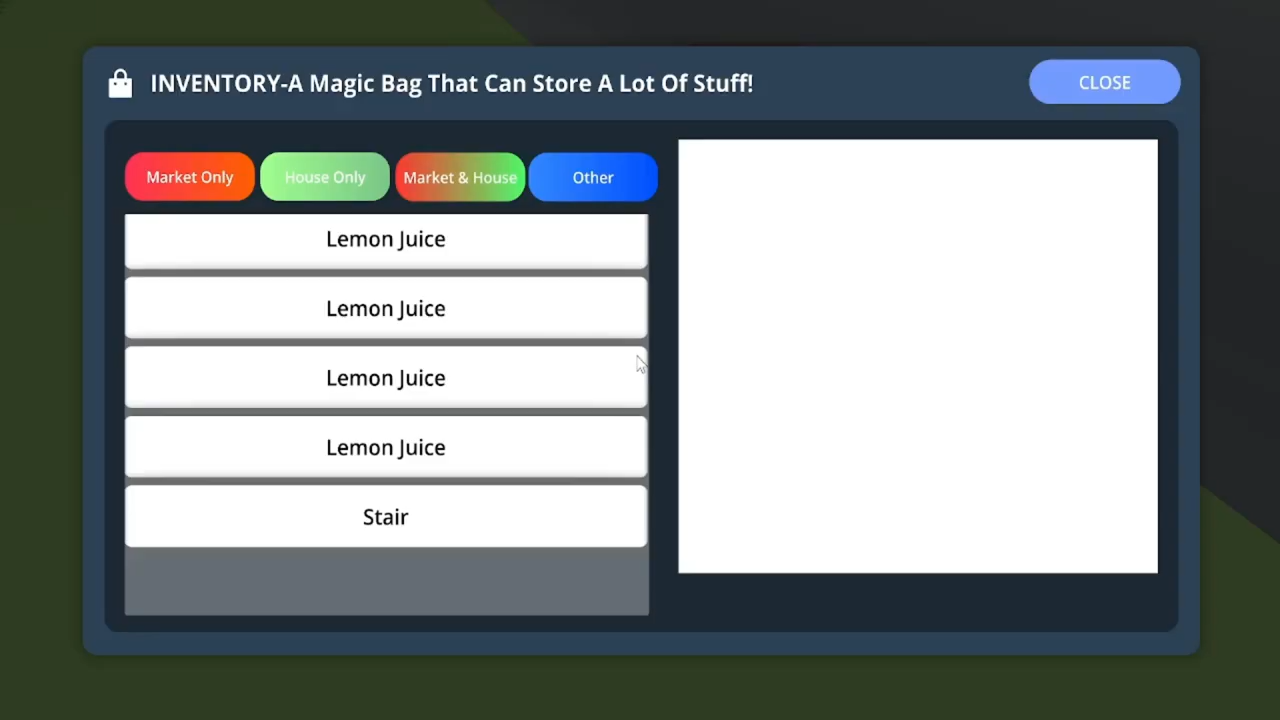 INVENTORY-A Magic Bag That Can Store A Lot Of Stuff!
CLOSE
Market Only
House Only
Market & House
Other
Lemon Juice
Lemon Juice
Lemon Juice
Lemon Juice
Stair